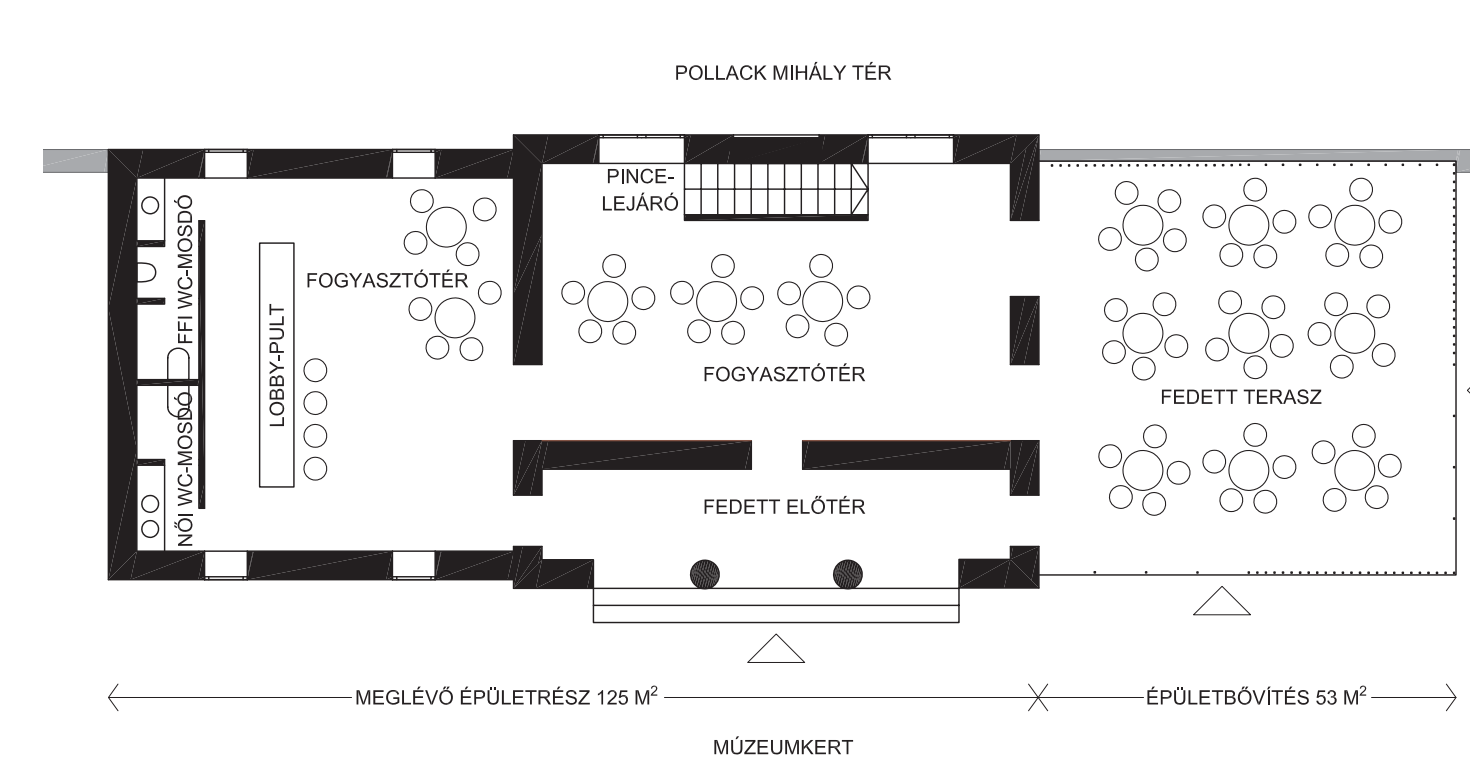 POLLACK MIHÁLY TÉR
PINCE-
LEJÁRÓ
FFI WC-MOSDÓ
FOGYASZTÓTÉR
LOBBY-PULT
FOGYASZTÓTÉR
FEDETT TERASZ
NŐI WC-MOSDÓ
FEDETT ELŐTÉR
MEGLÉVŐ ÉPÜLETRÉSZ 125 M²
ÉPÜLETBŐVÍTÉS 53 M²
MÚZEUMKERT